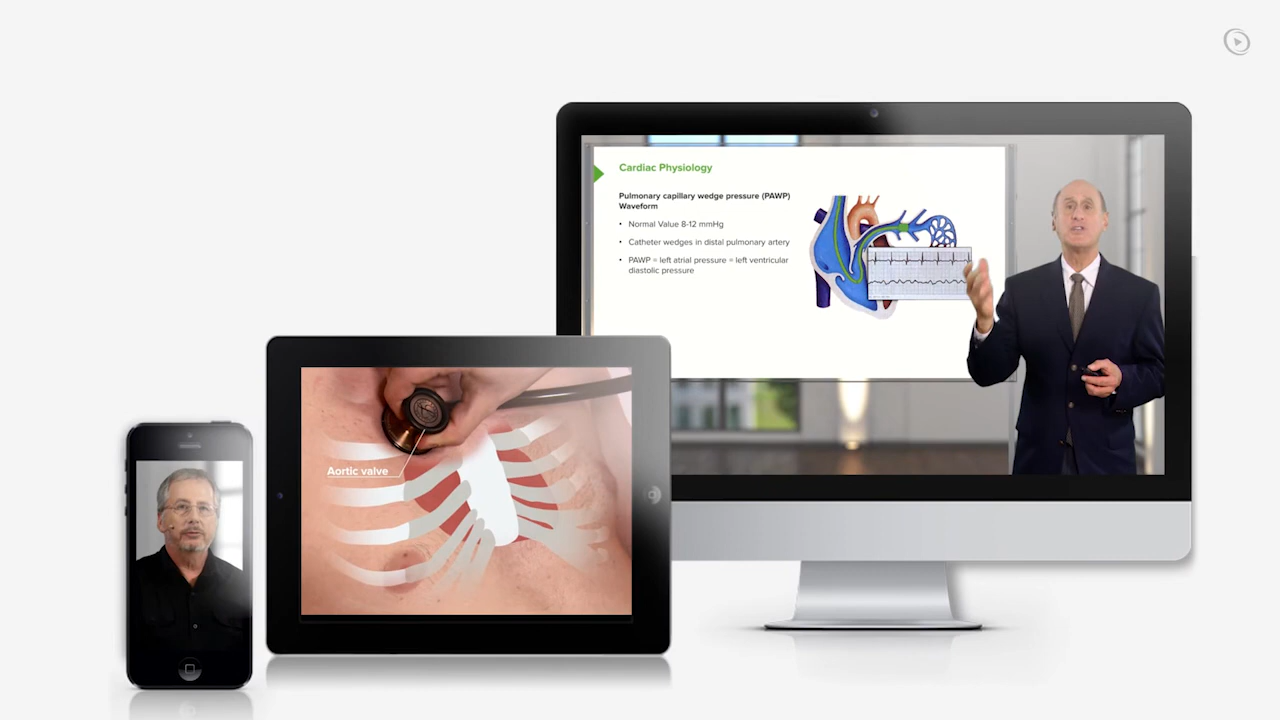 Cardiac Physiology
Pulmonary capillary wedge pressure (PAWP)
Waveform
• Normal Value 8-12 mmHg
• Catheter wedges in distal pulmonary artery
• PAWP = left atrial pressure = left ventricular
diastolic pressure
Aortic valve